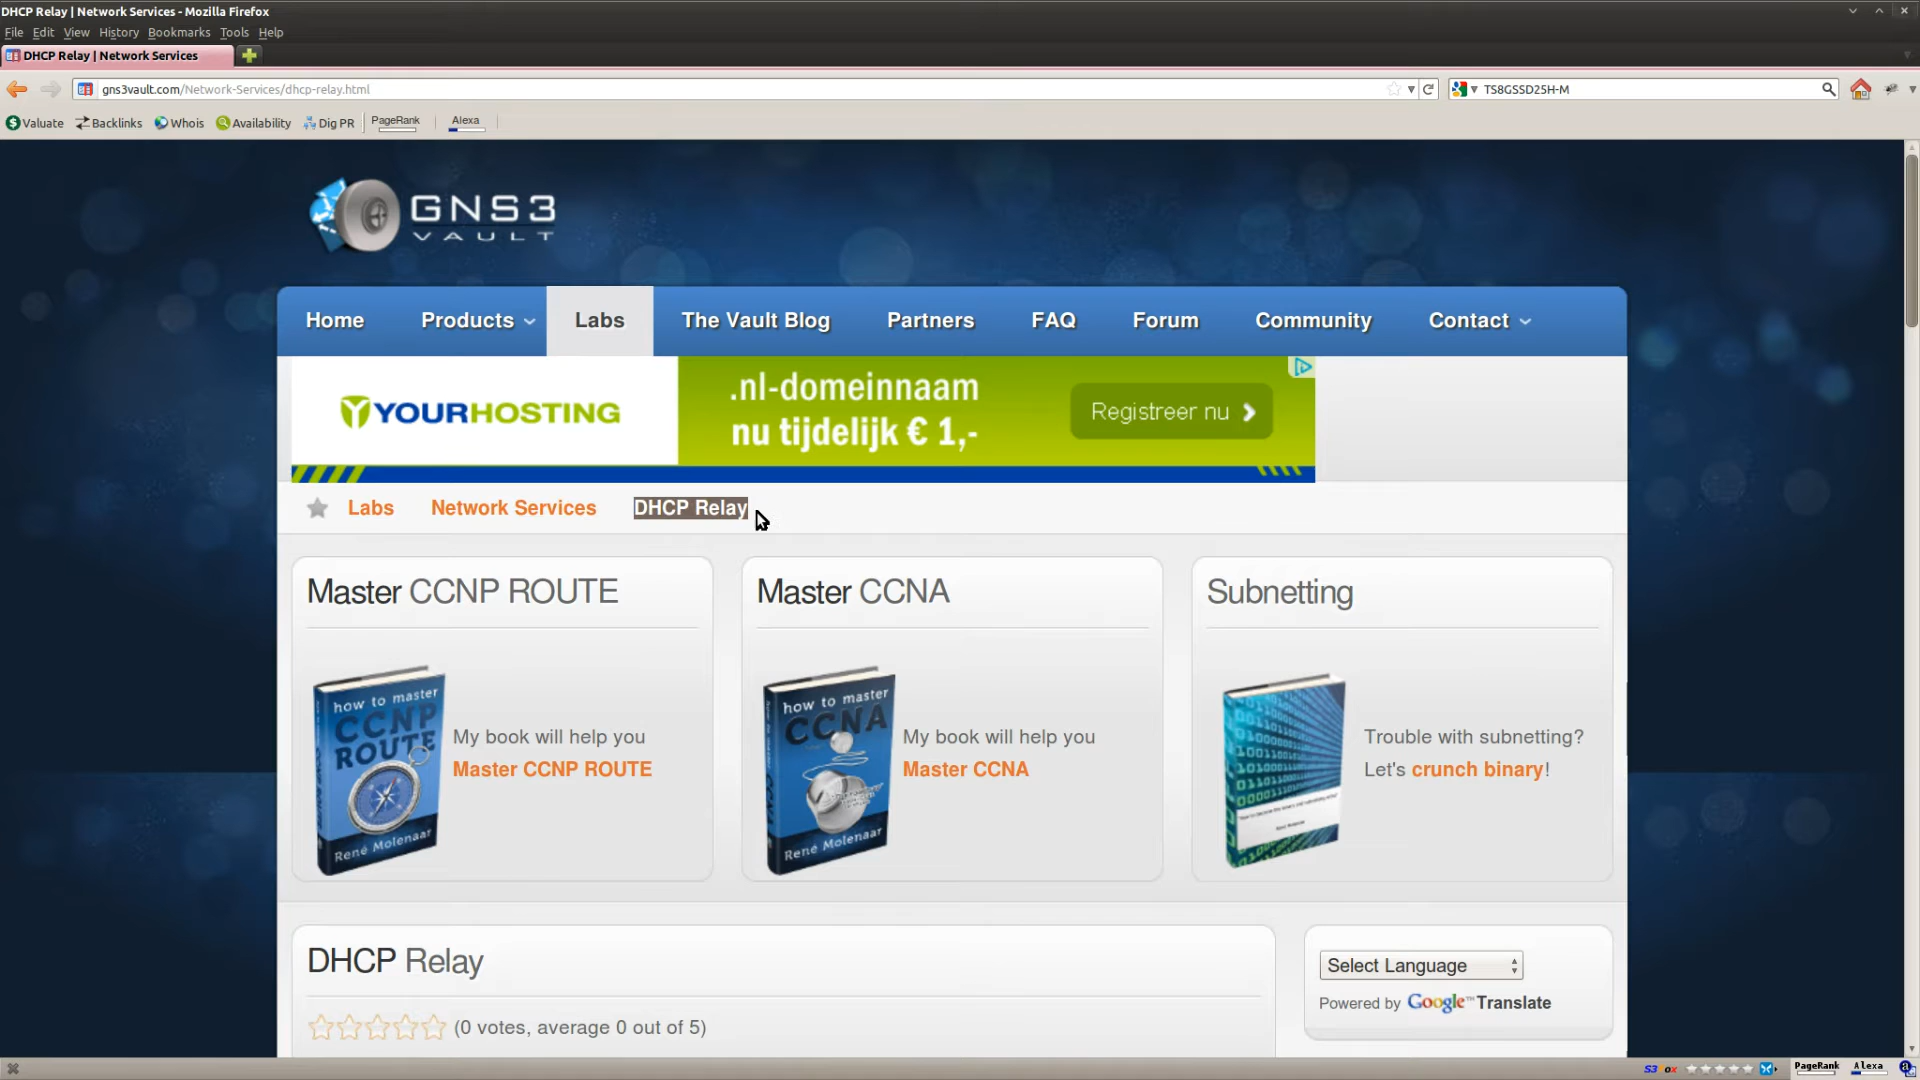 DHCP Relay | Network Services - Mozilla Firefox
File Edit View History Bookmarks Tools Help
DHCP Relay | Network Services
gns3vault.com/Network-Services/dhcp-relay.html
TS8GSSD25H-M
Valuate Backlinks Whois Availability Dig PR PageRank Alexa
GNS3
VAULT
Home Products Labs The Vault Blog Partners FAQ Forum Community Contact
YOURHOSTING
.nl-domeinnaam
nu tijdelijk € 1,-
Registreer nu
Labs Network Services DHCP Relay
Master CCNP ROUTE
how to master
CCNP
ROUTE
René Molenaar
My book will help you
Master CCNP ROUTE
Master CCNA
how to master
CCNA
René Molenaar
My book will help you
Master CCNA
Subnetting
Trouble with subnetting?
Let's crunch binary!
DHCP Relay
(0 votes, average 0 out of 5)
Select Language
Powered by Google™ Translate
PageRank Alexa